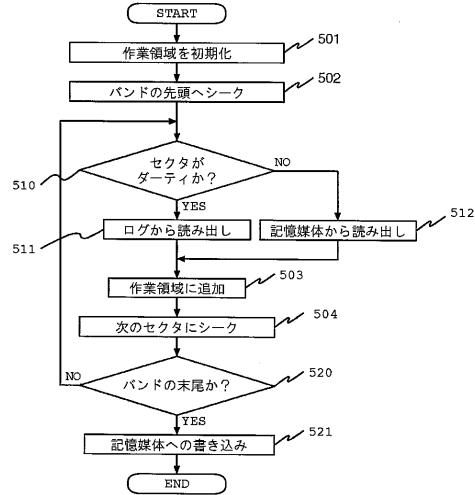 START
作業領域を初期化
501
バンドの先頭へシーク
502
セクタが
ダーティか？
NO
510
YES
ログから読み出し
511
記憶媒体から読み出し
512
作業領域に追加
503
次のセクタにシーク
504
NO
バンドの末尾か？
520
YES
記憶媒体への書き込み
521
END